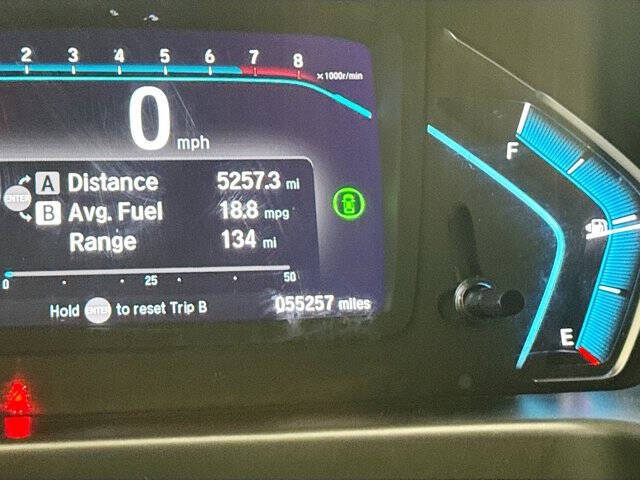 2 3 4 5 6 7 8 ×1000r/min
0 mph
ENTER
A Distance 5257.3 mi
B Avg. Fuel 18.8 mpg
Range 134 mi
0 25 50
Hold ENTER to reset Trip B
055257 miles
F
E